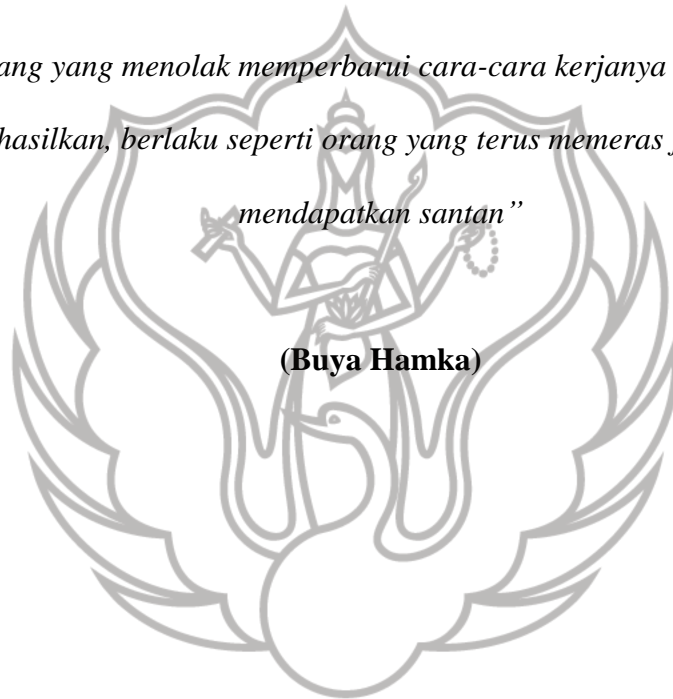 ang yang menolak memperbarui cara-cara kerjanya
hasilkan, berlaku seperti orang yang terus memeras
mendapatkan santan”
(Buya Hamka)